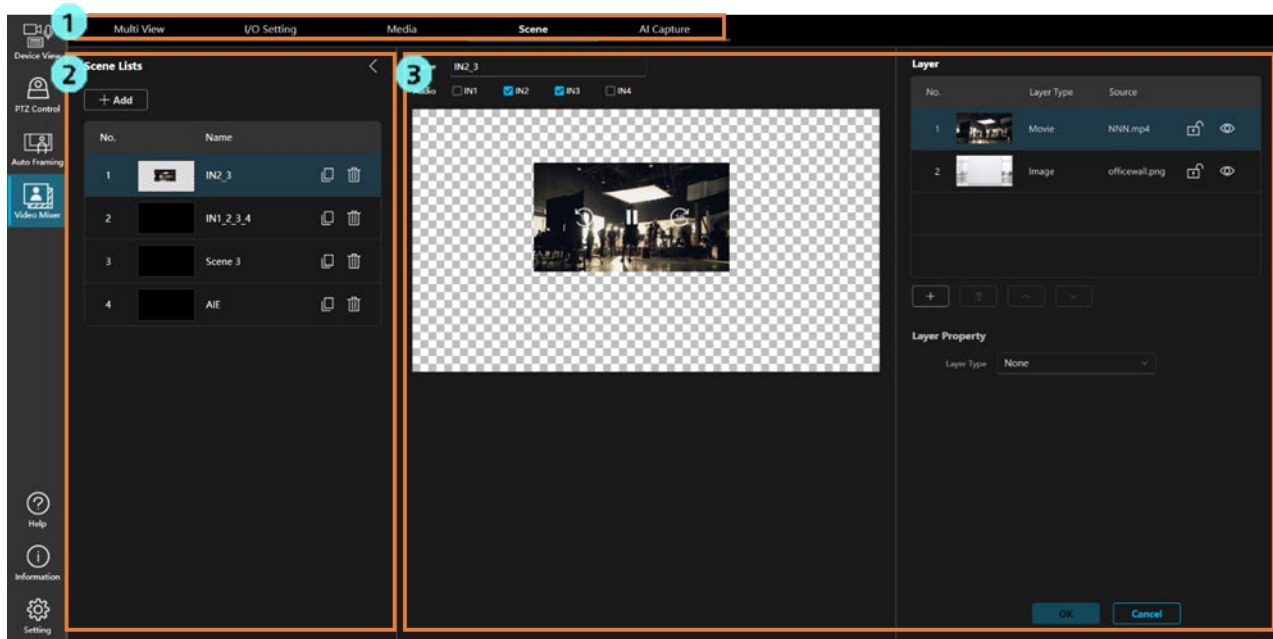 1
Multi View
I/O Setting
Media
Scene
AI Capture
Device View
PTZ Control
Auto Framing
Video Mixer
Help
Information
Setting
2
Scene Lists
+ Add
No. Name
1 IN2_3
2 IN1_2_3_4
3 Scene 3
4 AIE
3
IN2_3
IN1 IN2 IN3 IN4
Layer
No. Layer Type Source
1 Movie NNN.mp4
2 Image officewall.png
Layer Property
Layer Type None
OK Cancel